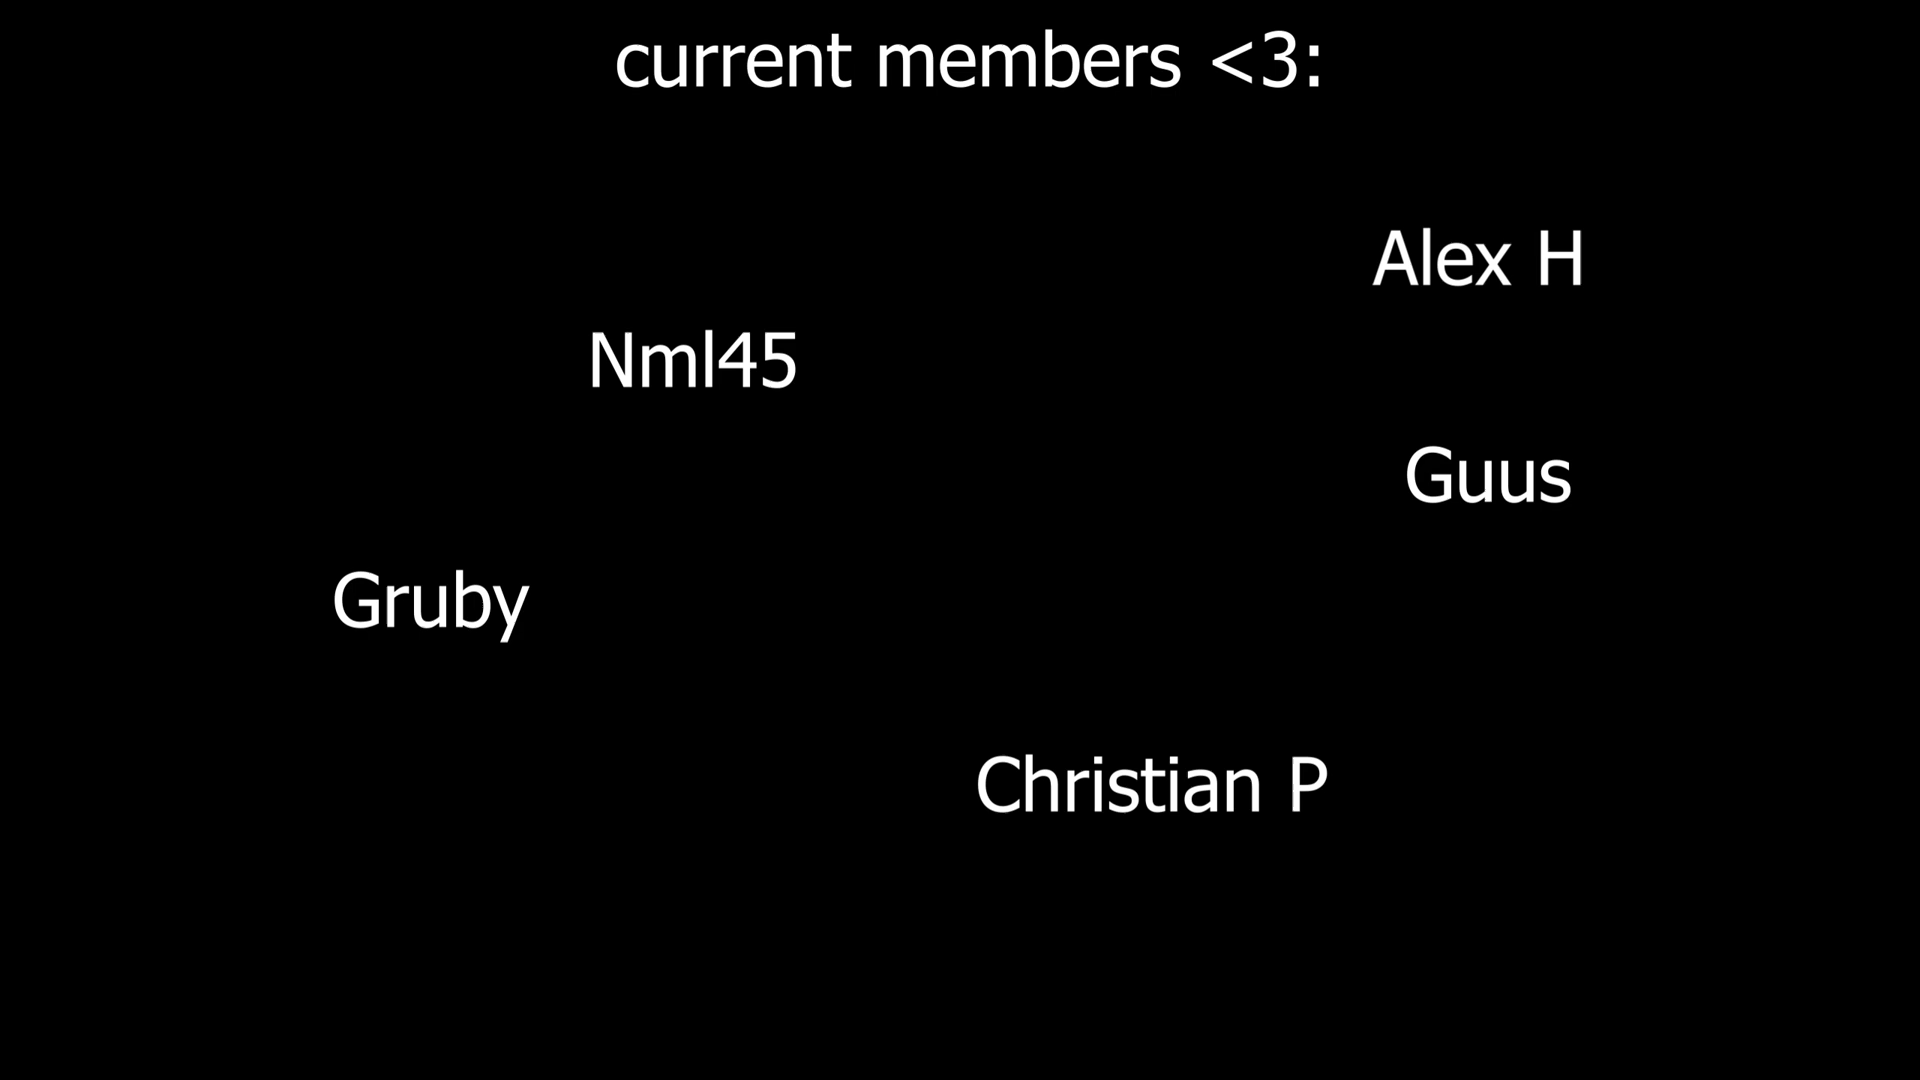 current members <3:
Alex H
Nml45
Guus
Gruby
Christian P